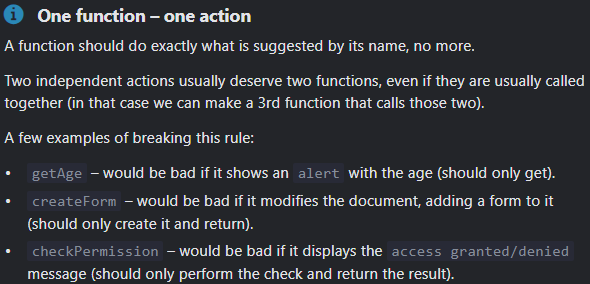 One function – one action
A function should do exactly what is suggested by its name, no more.
Two independent actions usually deserve two functions, even if they are usually called
together (in that case we can make a 3rd function that calls those two).
A few examples of breaking this rule:
• getAge – would be bad if it shows an alert with the age (should only get).
• createForm – would be bad if it modifies the document, adding a form to it
(should only create it and return).
• checkPermission – would be bad if it displays the access granted/denied
message (should only perform the check and return the result).